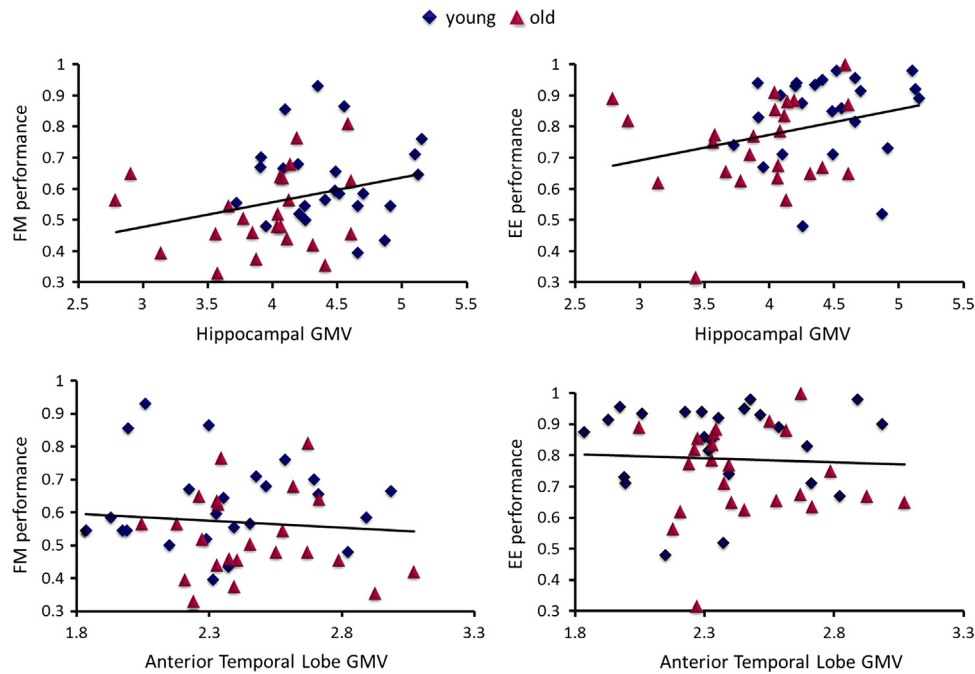 young old
FM performance
1
0.9
0.8
0.7
0.6
0.5
0.4
0.3
2.5 3 3.5 4 4.5 5 5.5
Hippocampal GMV
EE performance
1
0.9
0.8
0.7
0.6
0.5
0.4
0.3
2.5 3 3.5 4 4.5 5 5.5
Hippocampal GMV
FM performance
1
0.9
0.8
0.7
0.6
0.5
0.4
0.3
1.8 2.3 2.8 3.3
Anterior Temporal Lobe GMV
EE performance
1
0.9
0.8
0.7
0.6
0.5
0.4
0.3
1.8 2.3 2.8 3.3
Anterior Temporal Lobe GMV